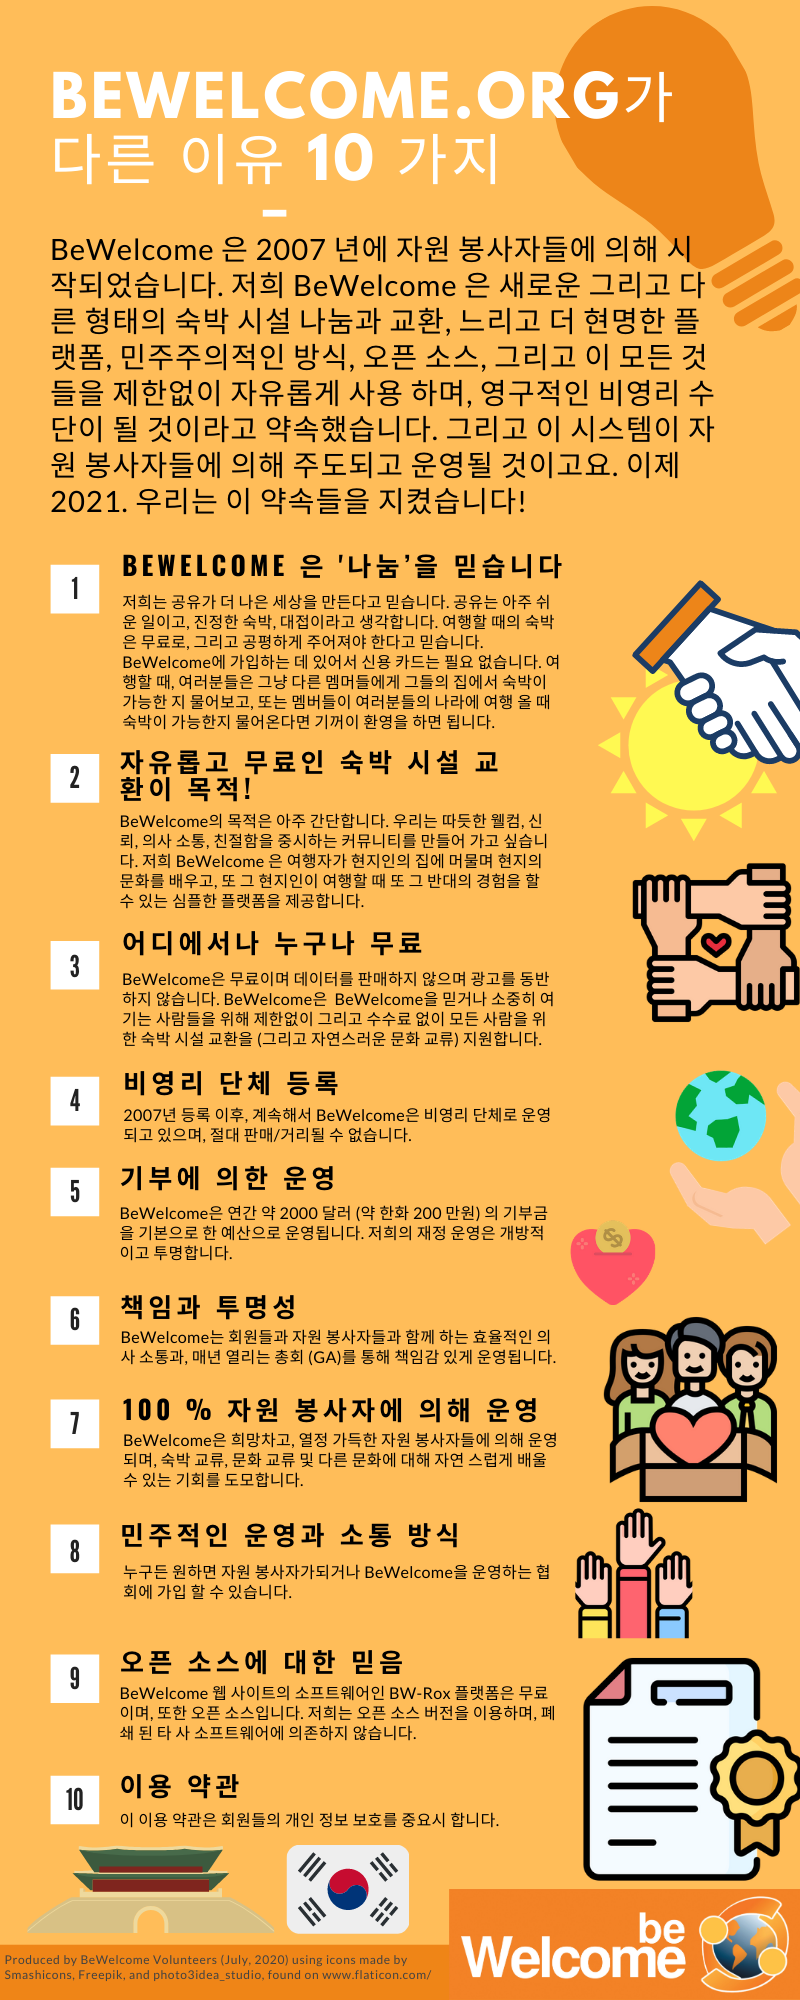 BEWELCOME.ORG가
다른 이유 10 가지
BeWelcome 은 2007 년에 자원 봉사자들에 의해 시
작되었습니다. 저희 BeWelcome 은 새로운 그리고 다
른 형태의 숙박 시설 나눔과 교환, 느리고 더 현명한 플
랫폼, 민주주의적인 방식, 오픈 소스, 그리고 이 모든 것
들을 제한없이 자유롭게 사용 하며, 영구적인 비영리 수
단이 될 것이라고 약속했습니다. 그리고 이 시스템이 자
원 봉사자들에 의해 주도되고 운영될 것이고요. 이제
2021. 우리는 이 약속들을 지켰습니다!
1
BEWELCOME 은 '나눔'을 믿습니다
저희는 공유가 더 나은 세상을 만든다고 믿습니다. 공유는 아주 쉬
운 일이고, 진정한 숙박, 대접이라고 생각합니다. 여행할 때의 숙박
은 무료로, 그리고 공평하게 주어져야 한다고 믿습니다.
BeWelcome에 가입하는 데 있어서 신용 카드는 필요 없습니다. 여
행할 때, 여러분들은 그냥 다른 멤머들에게 그들의 집에서 숙박이
가능한 지 물어보고, 또는 멤버들이 여러분들의 나라에 여행 올 때
숙박이 가능한지 물어온다면 기꺼이 환영을 하면 됩니다.
2
자유롭고 무료인 숙박 시설 교
환이 목적!
BeWelcome의 목적은 아주 간단합니다. 우리는 따듯한 웰컴, 신
뢰, 의사 소통, 친절함을 중시하는 커뮤니티를 만들어 가고 싶습니
다. 저희 BeWelcome 은 여행자가 현지인의 집에 머물며 현지의
문화를 배우고, 또 그 현지인이 여행할 때 또 그 반대의 경험을 할
수 있는 심플한 플랫폼을 제공합니다.
3
어디에서나 누구나 무료
BeWelcome은 무료이며 데이터를 판매하지 않으며 광고를 동반
하지 않습니다. BeWelcome은 BeWelcome을 믿거나 소중히 여
기는 사람들을 위해 제한없이 그리고 수수료 없이 모든 사람을 위
한 숙박 시설 교환을 (그리고 자연스러운 문화 교류) 지원합니다.
4
비영리 단체 등록
2007년 등록 이후, 계속해서 BeWelcome은 비영리 단체로 운영
되고 있으며, 절대 판매/거리될 수 없습니다.
5
기부에 의한 운영
BeWelcome은 연간 약 2000 달러 (약 한화 200 만원) 의 기부금
을 기본으로 한 예산으로 운영됩니다. 저희의 재정 운영은 개방적
이고 투명합니다.
6
책임과 투명성
BeWelcome는 회원들과 자원 봉사자들과 함께 하는 효율적인 의
사 소통과, 매년 열리는 총회 (GA)를 통해 책임감 있게 운영됩니다.
7
100 % 자원 봉사자에 의해 운영
BeWelcome은 희망차고, 열정 가득한 자원 봉사자들에 의해 운영
되며, 숙박 교류, 문화 교류 및 다른 문화에 대해 자연 스럽게 배울
수 있는 기회를 도모합니다.
8
민주적인 운영과 소통 방식
누구든 원하면 자원 봉사자가되거나 BeWelcome을 운영하는 협
회에 가입 할 수 있습니다.
9
오픈 소스에 대한 믿음
BeWelcome 웹 사이트의 소프트웨어인 BW-Rox 플랫폼은 무료
이며, 또한 오픈 소스입니다. 저희는 오픈 소스 버전을 이용하며, 폐
쇄 된 타 사 소프트웨어에 의존하지 않습니다.
10
이용 약관
이 이용 약관은 회원들의 개인 정보 보호를 중요시 합니다.
Produced by BeWelcome Volunteers (July, 2020) using icons made by
Smashicons, Freepik, and photo3idea_studio, found on www.flaticon.com/
be
Welcome